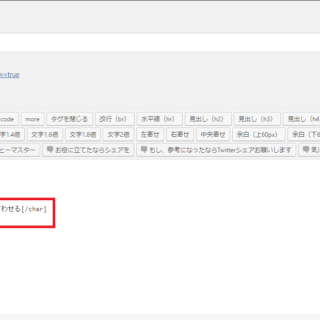 w=true
code more タグを閉じる 改行（br） 水平線（hr） 見出し（h2） 見出し（h3） 見出し（h4
字1.4倍 文字1.6倍 文字1.8倍 文字2倍 左寄せ 右寄せ 中央寄せ 余白（上60px） 余白（下6
ヒーマスター お役に立てたならシェアを もし、参考になったならTwitterシェアお願いします 気に
わせる[/char]